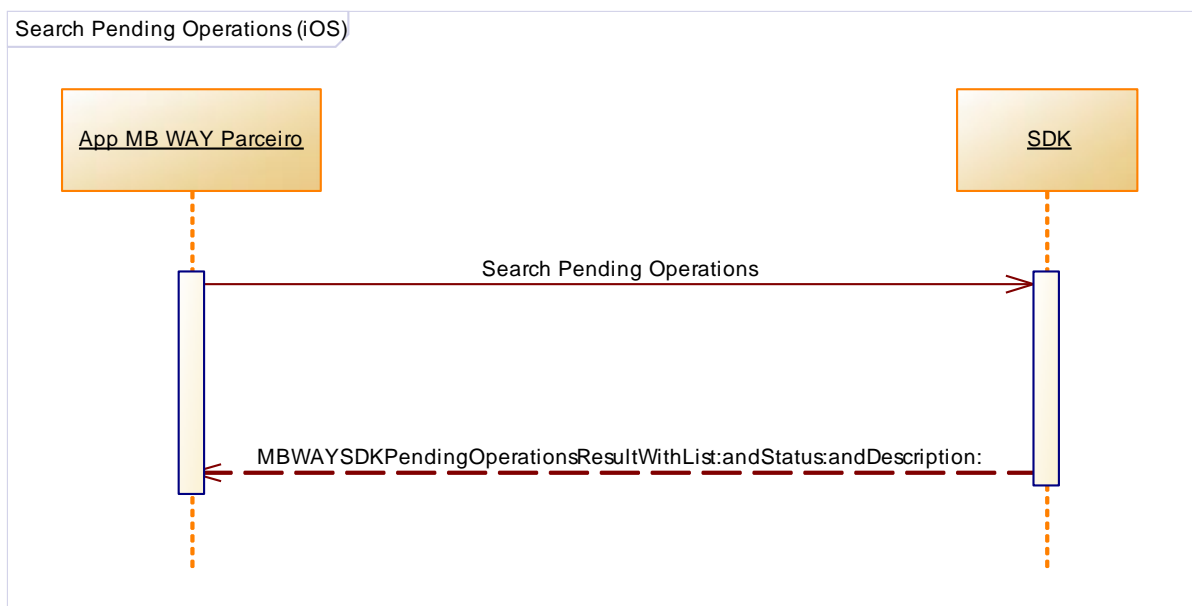 Search Pending Operations (iOS)
App MB WAY Parceiro
SDK
Search Pending Operations
MBWAYSDKPendingOperationsResultWithList:andStatus:andDescription: